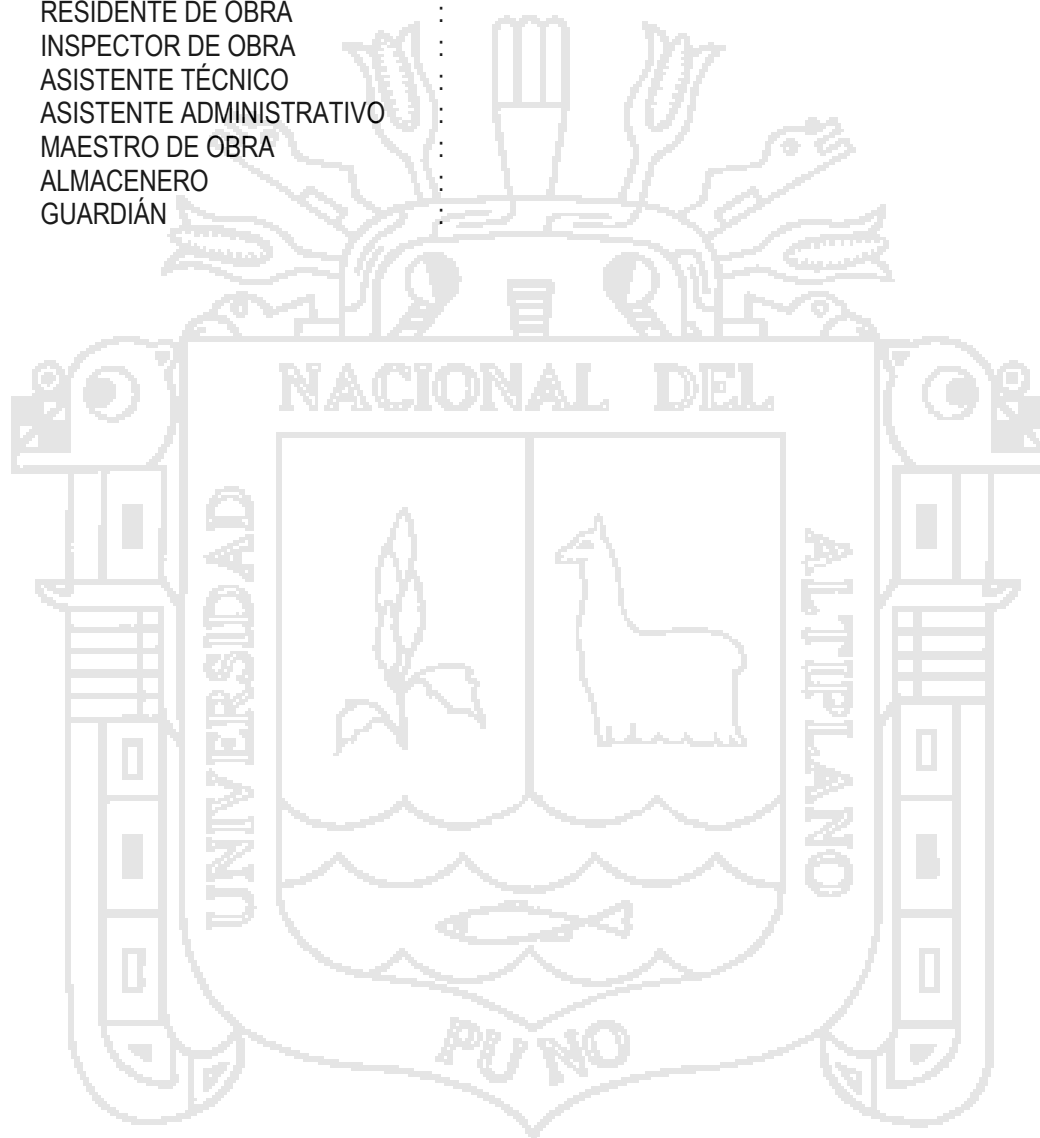 RESIDENTE DE OBRA :
INSPECTOR DE OBRA :
ASISTENTE TÉCNICO :
ASISTENTE ADMINISTRATIVO :
MAESTRO DE OBRA :
ALMACENERO :
GUARDIÁN :
NACIONAL DEL
UNIVERSIDAD
ALTIPLANO
PUNO